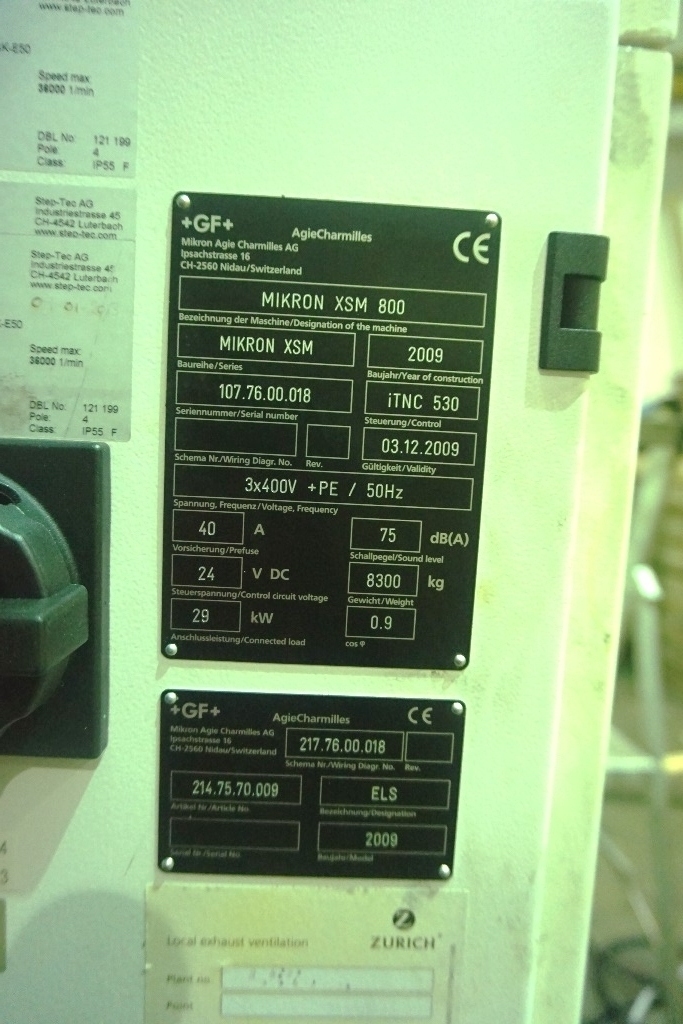 www.step-tec.com
K-E50
Speed max:
36000 1/min
DBL No: 121 199
Pole: 4
Class: IP55 F
Step-Tec AG
Industriestrasse 45
CH-4542 Luterbach
www.step-tec.com
Step-Tec AG
Industriestrasse 45
CH-4542 Luterbach
www.step-tec.com
-E50
Speed max:
36000 1/min
DBL No: 121 199
Pole: 4
Class: IP55 F
+GF+
AgieCharmilles
CE
Mikron Agie Charmilles AG
Ipsachstrasse 16
CH-2560 Nidau/Switzerland
MIKRON XSM 800
Bezeichnung der Maschine/Designation of the machine
MIKRON XSM
2009
Baureihe/Series
Baujahr/Year of construction
107.76.00.018
iTNC 530
Seriennummer/Serial number
Steuerung/Control
03.12.2009
Schema Nr./Wiring Diagr. No.
Rev.
Gültigkeit/Validity
3x400V +PE / 50Hz
Spannung, Frequenz/Voltage, Frequency
40 A
75 dB(A)
Vorsicherung/Prefuse
Schallpegel/Sound level
24 V DC
8300 kg
Steuerspannung/Control circuit voltage
Gewicht/Weight
29 kW
0.9
Anschlussleistung/Connected load
cos φ
+GF+
AgieCharmilles
CE
Mikron Agie Charmilles AG
Ipsachstrasse 16
CH-2560 Nidau/Switzerland
217.76.00.018
Schema Nr./Wiring Diagr. No.
Rev.
214.75.70.009
ELS
Artikel Nr./Article No.
Bezeichnung/Designation
2009
Serial Nr./Serial No.
Baujahr/Model
4
3
Local exhaust ventilation
ZURICH
Plant no
Point